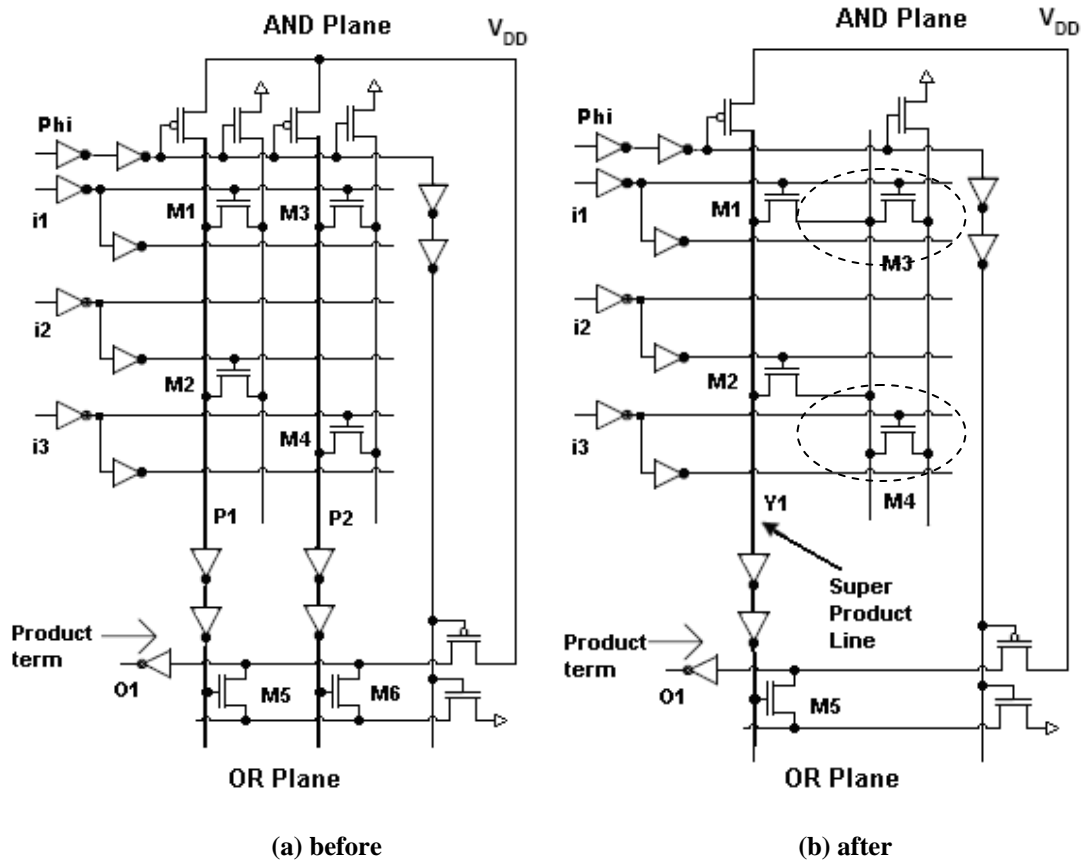 AND Plane
V_DD
Phi
i1
M1
M3
i2
M2
i3
M4
P1
P2
Product
term
O1
M5
M6
OR Plane
(a) before
AND Plane
V_DD
Phi
i1
M1
M3
i2
M2
i3
Y1
M4
Super
Product
Line
Product
term
O1
M5
OR Plane
(b) after